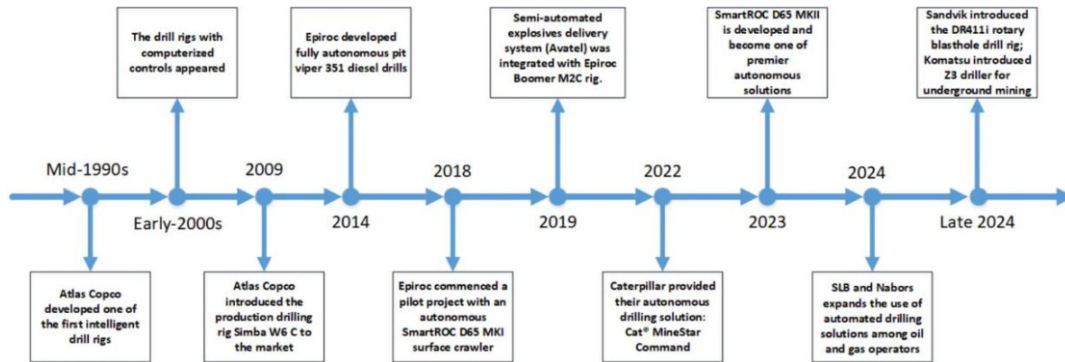 The drill rigs with
computerized
controls appeared
Epiroc developed
fully autonomous pit
viper 351 diesel drills
Semi-automated
explosives delivery
system (Avatel) was
integrated with Epiroc
Boomer M2C rig.
SmartROC D65 MKII
is developed and
become one of
premier
autonomous
solutions
Sandvik introduced
the DR411i rotary
blasthole drill rig;
Komatsu introduced
Z3 driller for
underground mining
Mid-1990s
2009
2018
2022
2024
Early-2000s
2014
2019
2023
Late 2024
Atlas Copco
developed one of
the first intelligent
drill rigs
Atlas Copco
introduced the
production drilling
rig Simba W6 C to
the market
Epiroc commenced a
pilot project with an
autonomous
SmartROC D65 MKI
surface crawler
Caterpillar provided
their autonomous
drilling solution:
Cat® MineStar
Command
SLB and Nabors
expands the use of
automated drilling
solutions among oil
and gas operators